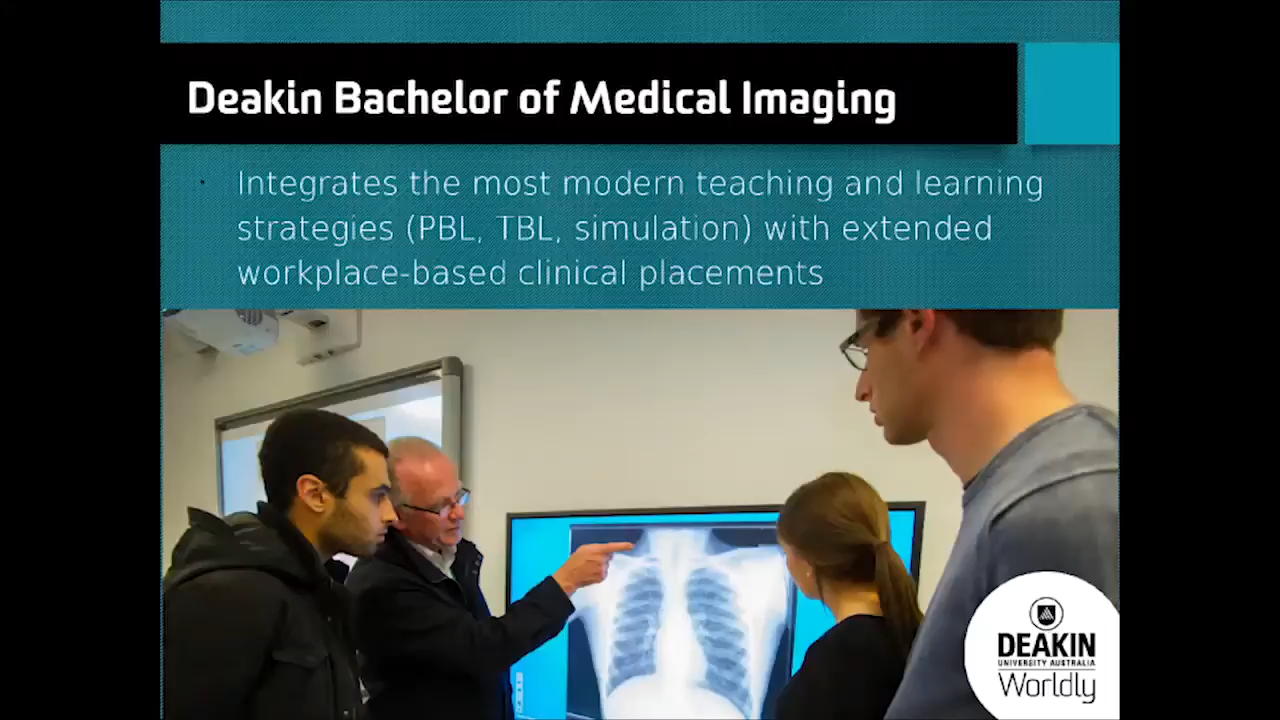 Deakin Bachelor of Medical Imaging
· Integrates the most modern teaching and learning
strategies (PBL, TBL, simulation) with extended
workplace-based clinical placements
DEAKIN
UNIVERSITY AUSTRALIA
Worldly